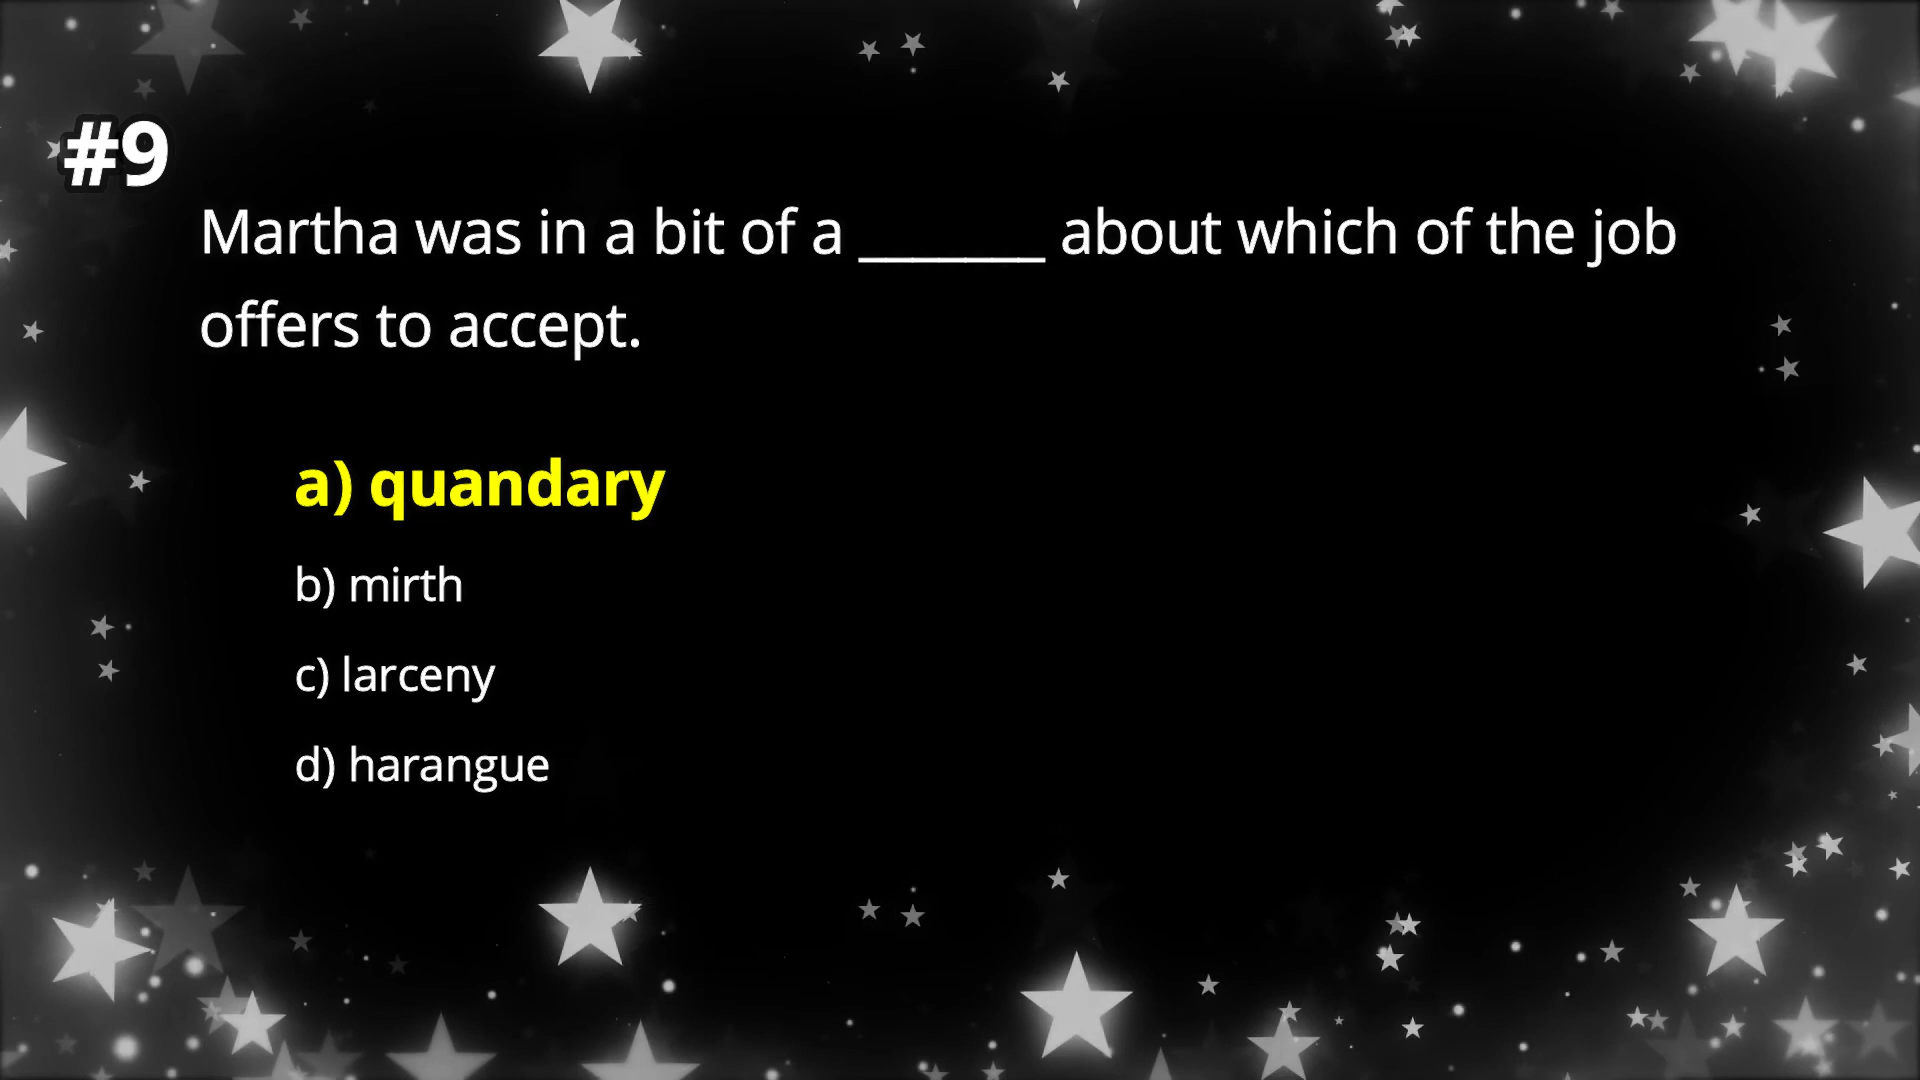 #9
Martha was in a bit of a _______ about which of the job
offers to accept.
a) quandary
b) mirth
c) larceny
d) harangue